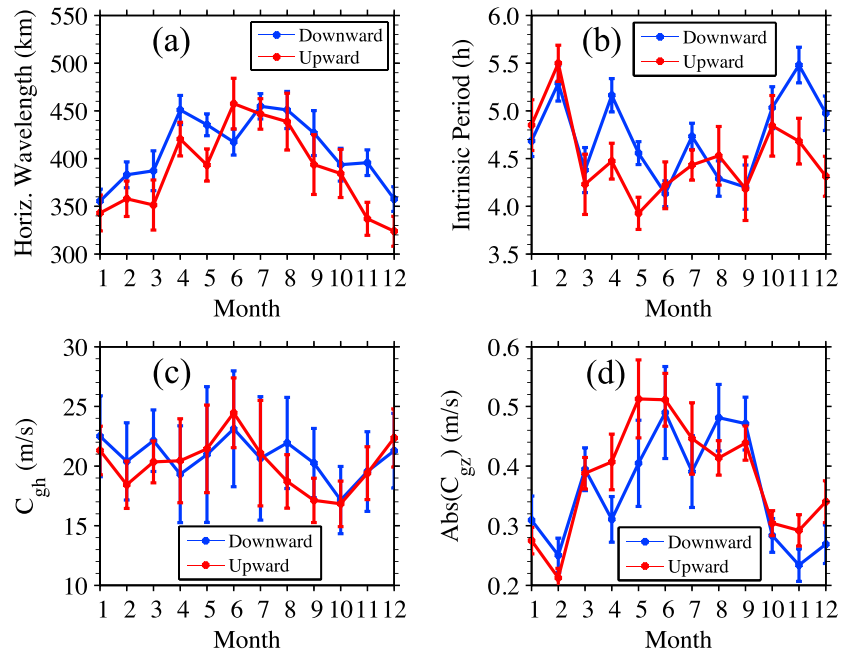 550
500
450
400
350
300
Horiz. Wavelength (km)
(a)
Downward
Upward
1 2 3 4 5 6 7 8 9 10 11 12
Month
6.0
5.5
5.0
4.5
4.0
3.5
Intrinsic Period (h)
(b)
Downward
Upward
1 2 3 4 5 6 7 8 9 10 11 12
Month
30
25
20
15
10
C_gh (m/s)
(c)
Downward
Upward
1 2 3 4 5 6 7 8 9 10 11 12
Month
0.6
0.5
0.4
0.3
0.2
Abs(C_gz) (m/s)
(d)
Downward
Upward
1 2 3 4 5 6 7 8 9 10 11 12
Month